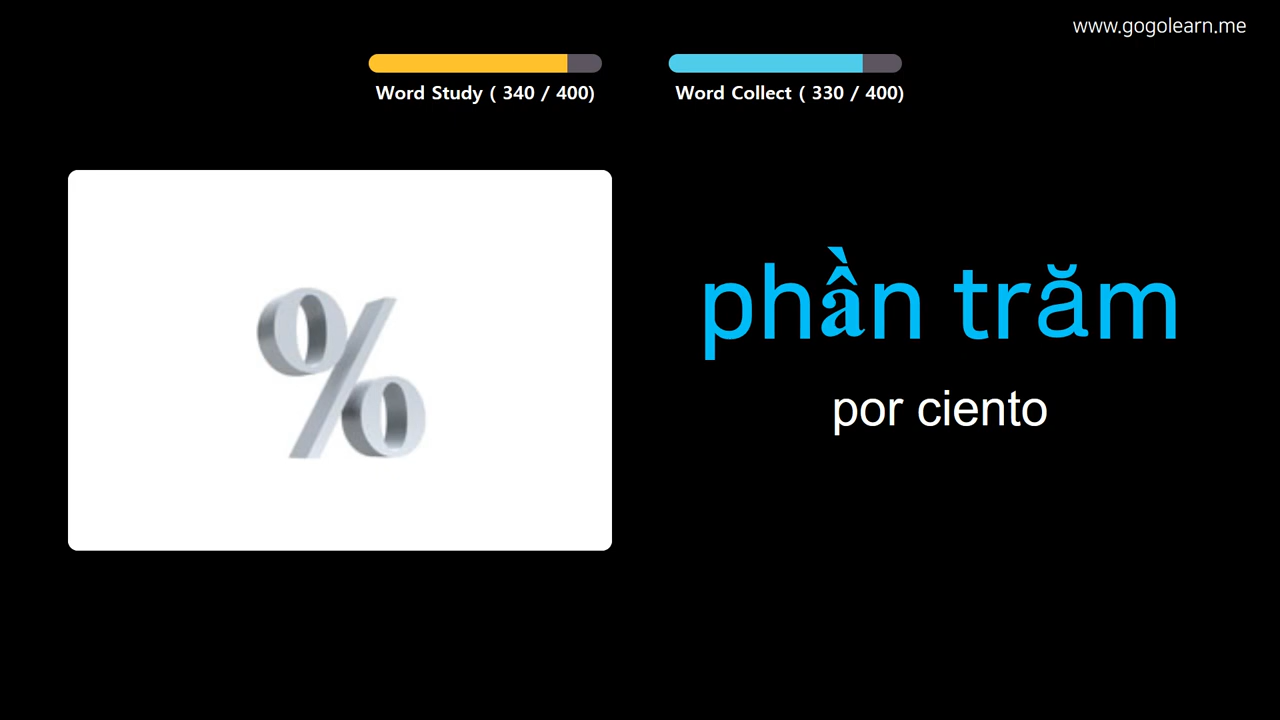 www.gogolearn.me
Word Study ( 340 / 400)
Word Collect ( 330 / 400)
%
phần trăm
por ciento